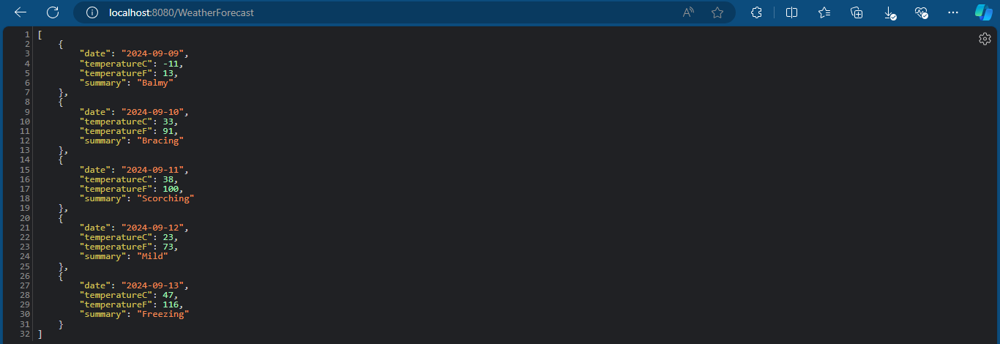 localhost:8080/WeatherForecast
1 [
2     {
3         "date": "2024-09-09",
4         "temperatureC": -11,
5         "temperatureF": 13,
6         "summary": "Balmy"
7     },
8     {
9         "date": "2024-09-10",
10         "temperatureC": 33,
11         "temperatureF": 91,
12         "summary": "Bracing"
13     },
14     {
15         "date": "2024-09-11",
16         "temperatureC": 38,
17         "temperatureF": 100,
18         "summary": "Scorching"
19     },
20     {
21         "date": "2024-09-12",
22         "temperatureC": 23,
23         "temperatureF": 73,
24         "summary": "Mild"
25     },
26     {
27         "date": "2024-09-13",
28         "temperatureC": 47,
29         "temperatureF": 116,
30         "summary": "Freezing"
31     }
32 ]